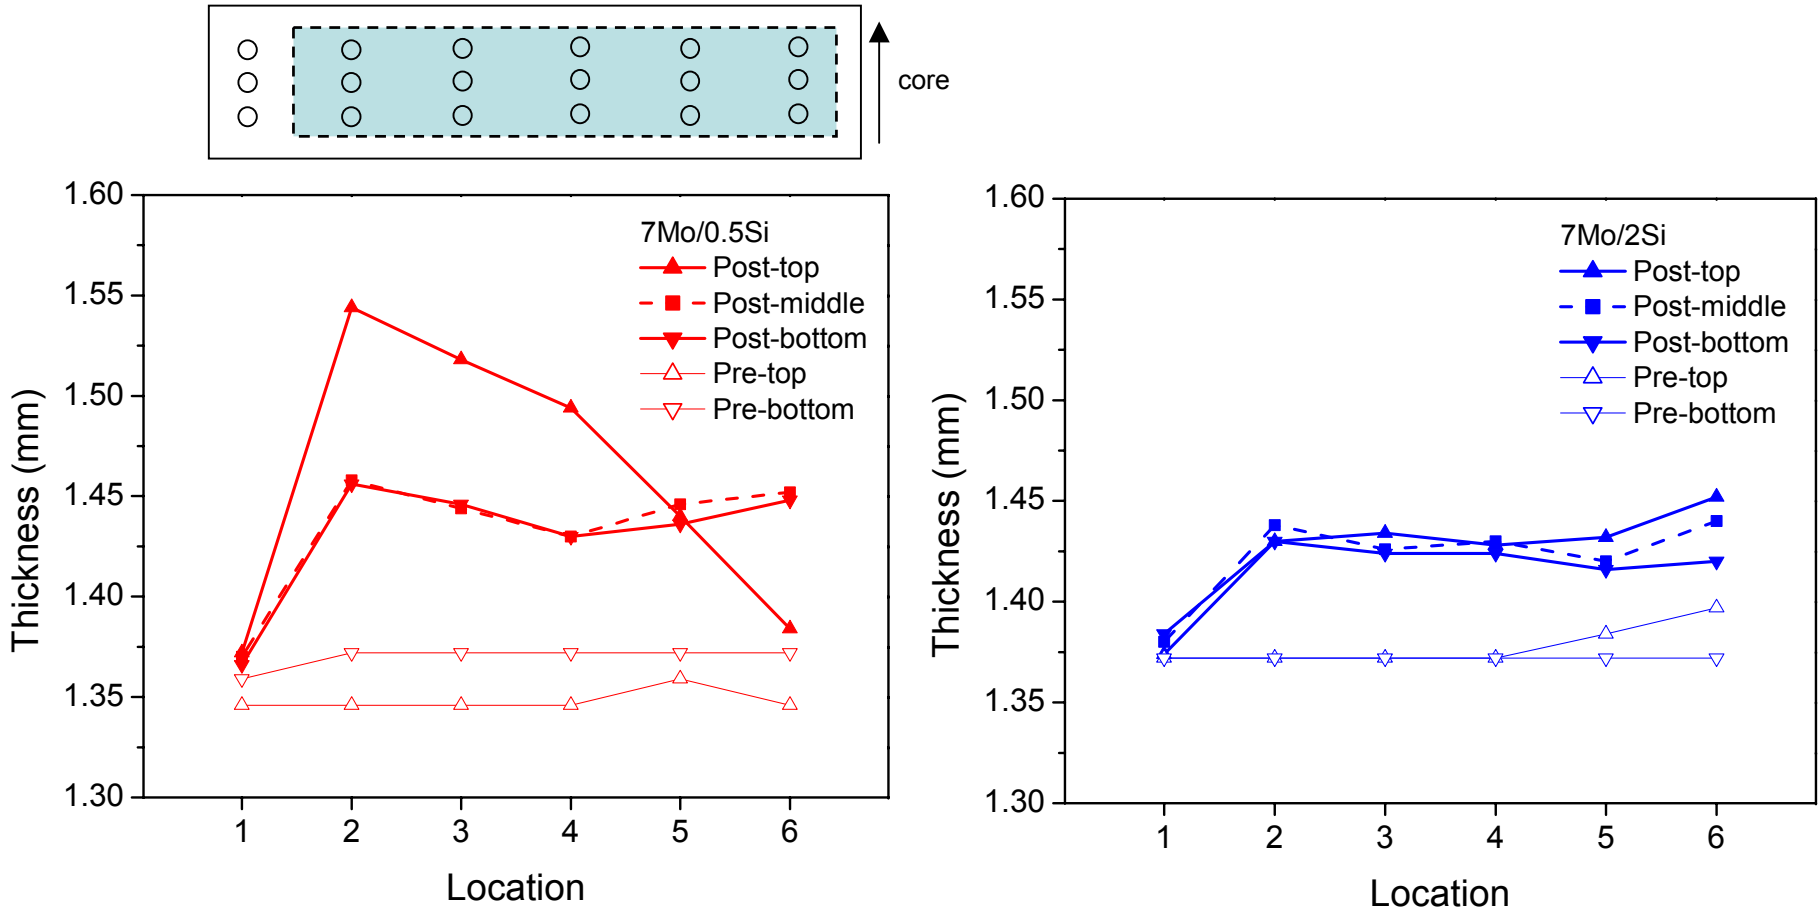 core
7Mo/0.5Si
Post-top
Post-middle
Post-bottom
Pre-top
Pre-bottom
1.60
1.55
1.50
1.45
1.40
1.35
1.30
Thickness (mm)
1 2 3 4 5 6
Location
7Mo/2Si
Post-top
Post-middle
Post-bottom
Pre-top
Pre-bottom
1.60
1.55
1.50
1.45
1.40
1.35
1.30
Thickness (mm)
1 2 3 4 5 6
Location